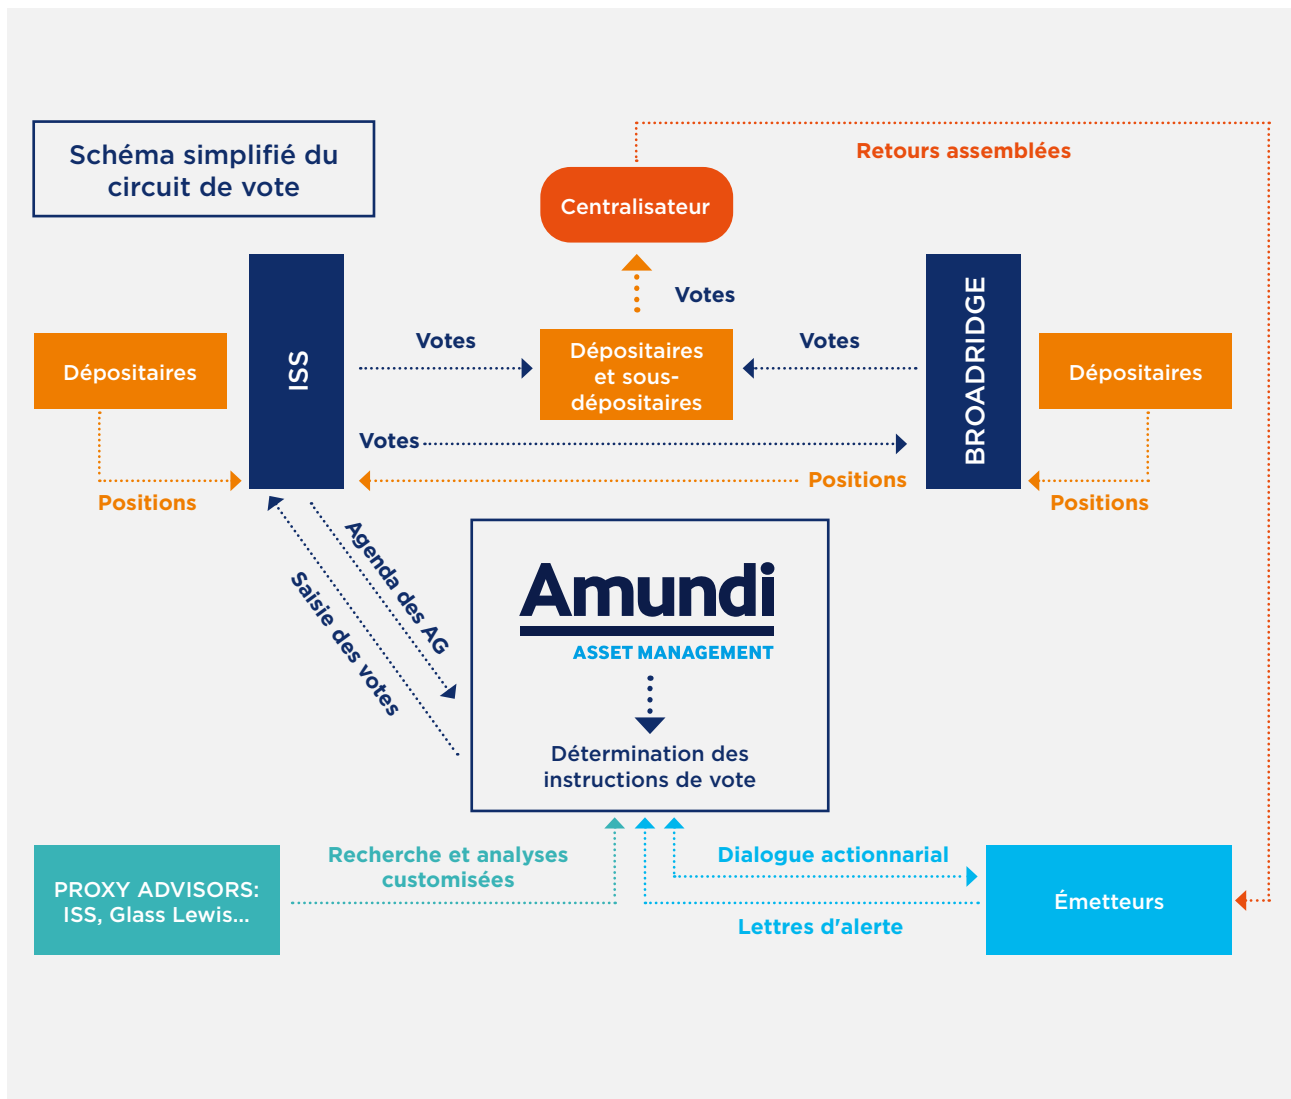 Schéma simplifié du
circuit de vote
Retours assemblées
Centralisateur
Votes
Dépositaires
ISS
Votes
Dépositaires
et sous-
dépositaires
Votes
BROADRIDGE
Dépositaires
Votes
Positions
Positions
Positions
Agenda des AG
Saisie des votes
Amundi
ASSET MANAGEMENT
Détermination des
instructions de vote
PROXY ADVISORS:
ISS, Glass Lewis...
Recherche et analyses
customisées
Dialogue actionnarial
Lettres d'alerte
Émetteurs